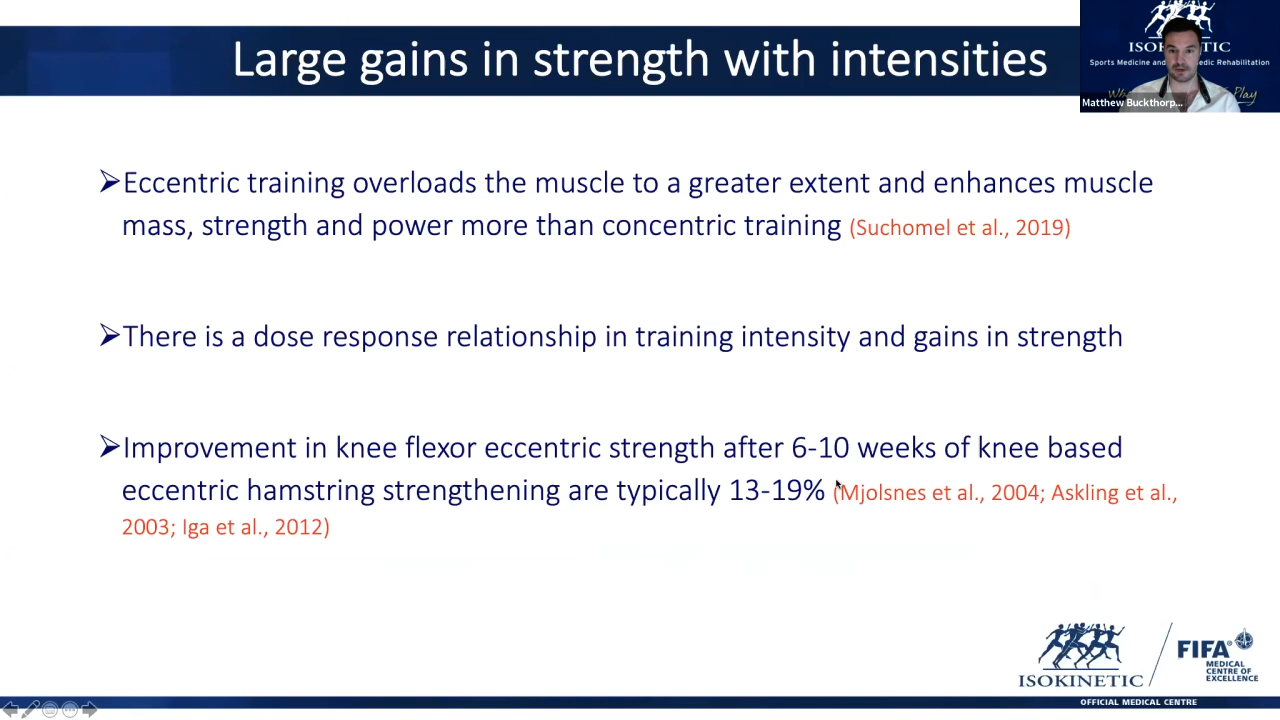 Large gains in strength with intensities
ISOKINETIC
Sports Medicine and Orthopaedic Rehabilitation
Play
Matthew Buckthorp...
➢Eccentric training overloads the muscle to a greater extent and enhances muscle
mass, strength and power more than concentric training (Suchomel et al., 2019)
➢There is a dose response relationship in training intensity and gains in strength
➢Improvement in knee flexor eccentric strength after 6-10 weeks of knee based
eccentric hamstring strengthening are typically 13-19% (Mjolsnes et al., 2004; Askling et al.,
2003; Iga et al., 2012)
ISOKINETIC
FIFA®
MEDICAL
CENTRE OF
EXCELLENCE
OFFICIAL MEDICAL CENTRE